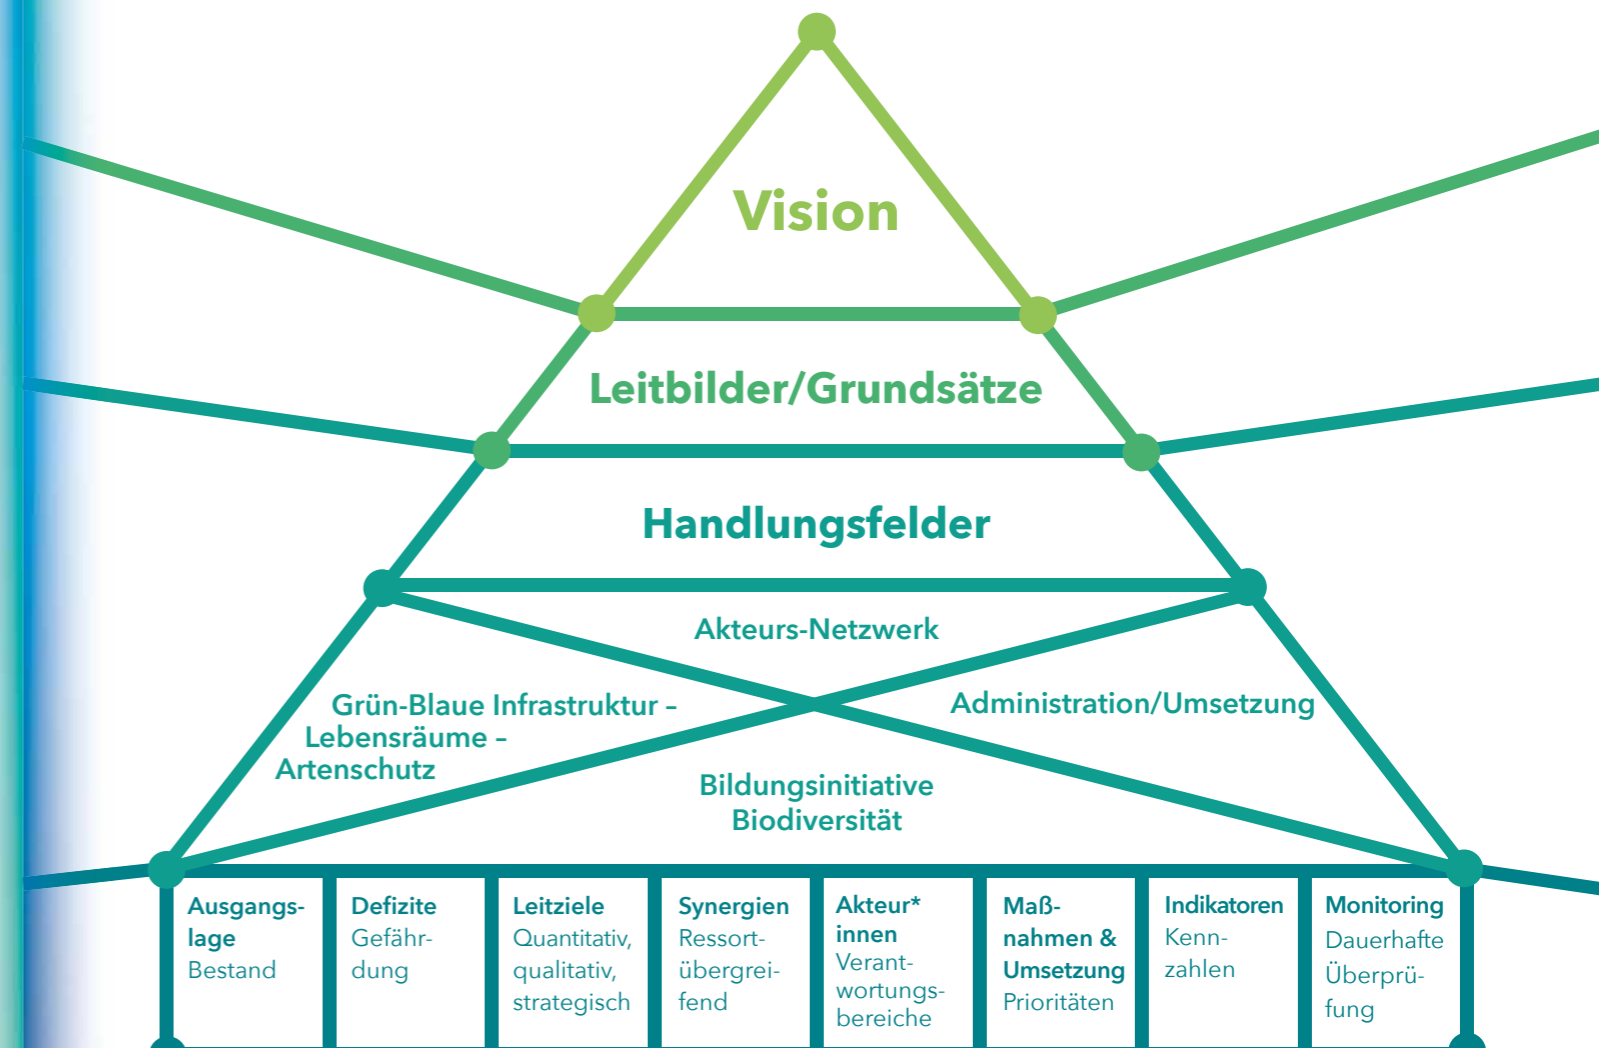 Vision
Leitbilder/Grundsätze
Handlungsfelder
Akteurs-Netzwerk
Grün-Blaue Infrastruktur –
Lebensräume –
Artenschutz
Administration/Umsetzung
Bildungsinitiative
Biodiversität
Ausgangs-
lage
Bestand
Defizite
Gefähr-
dung
Leitziele
Quantitativ,
qualitativ,
strategisch
Synergien
Ressort-
übergrei-
fend
Akteur*
innen
Verant-
wortungs-
bereiche
Maß-
nahmen &
Umsetzung
Prioritäten
Indikatoren
Kenn-
zahlen
Monitoring
Dauerhafte
Überprü-
fung